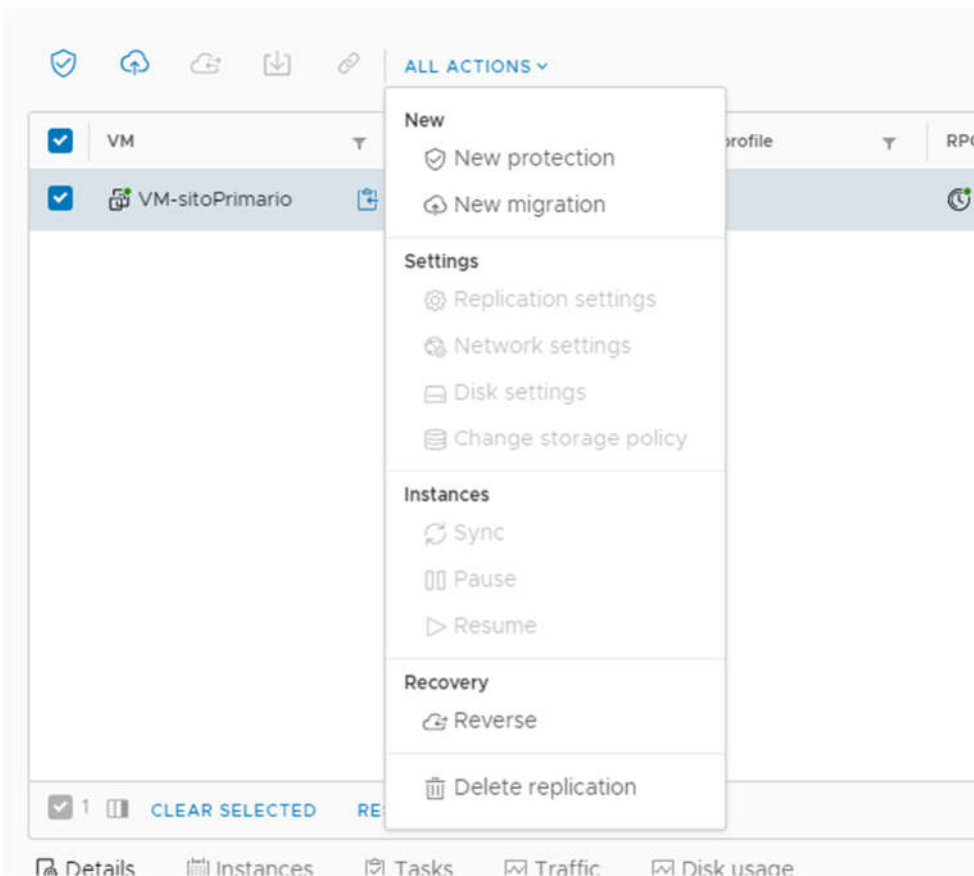 ALL ACTIONS
VM
New
New protection
New migration
Settings
Replication settings
Network settings
Disk settings
Change storage policy
Instances
Sync
Pause
Resume
Recovery
Reverse
Delete replication
VM-sitoPrimario
1 CLEAR SELECTED
Details Instances Tasks Traffic Disk usage